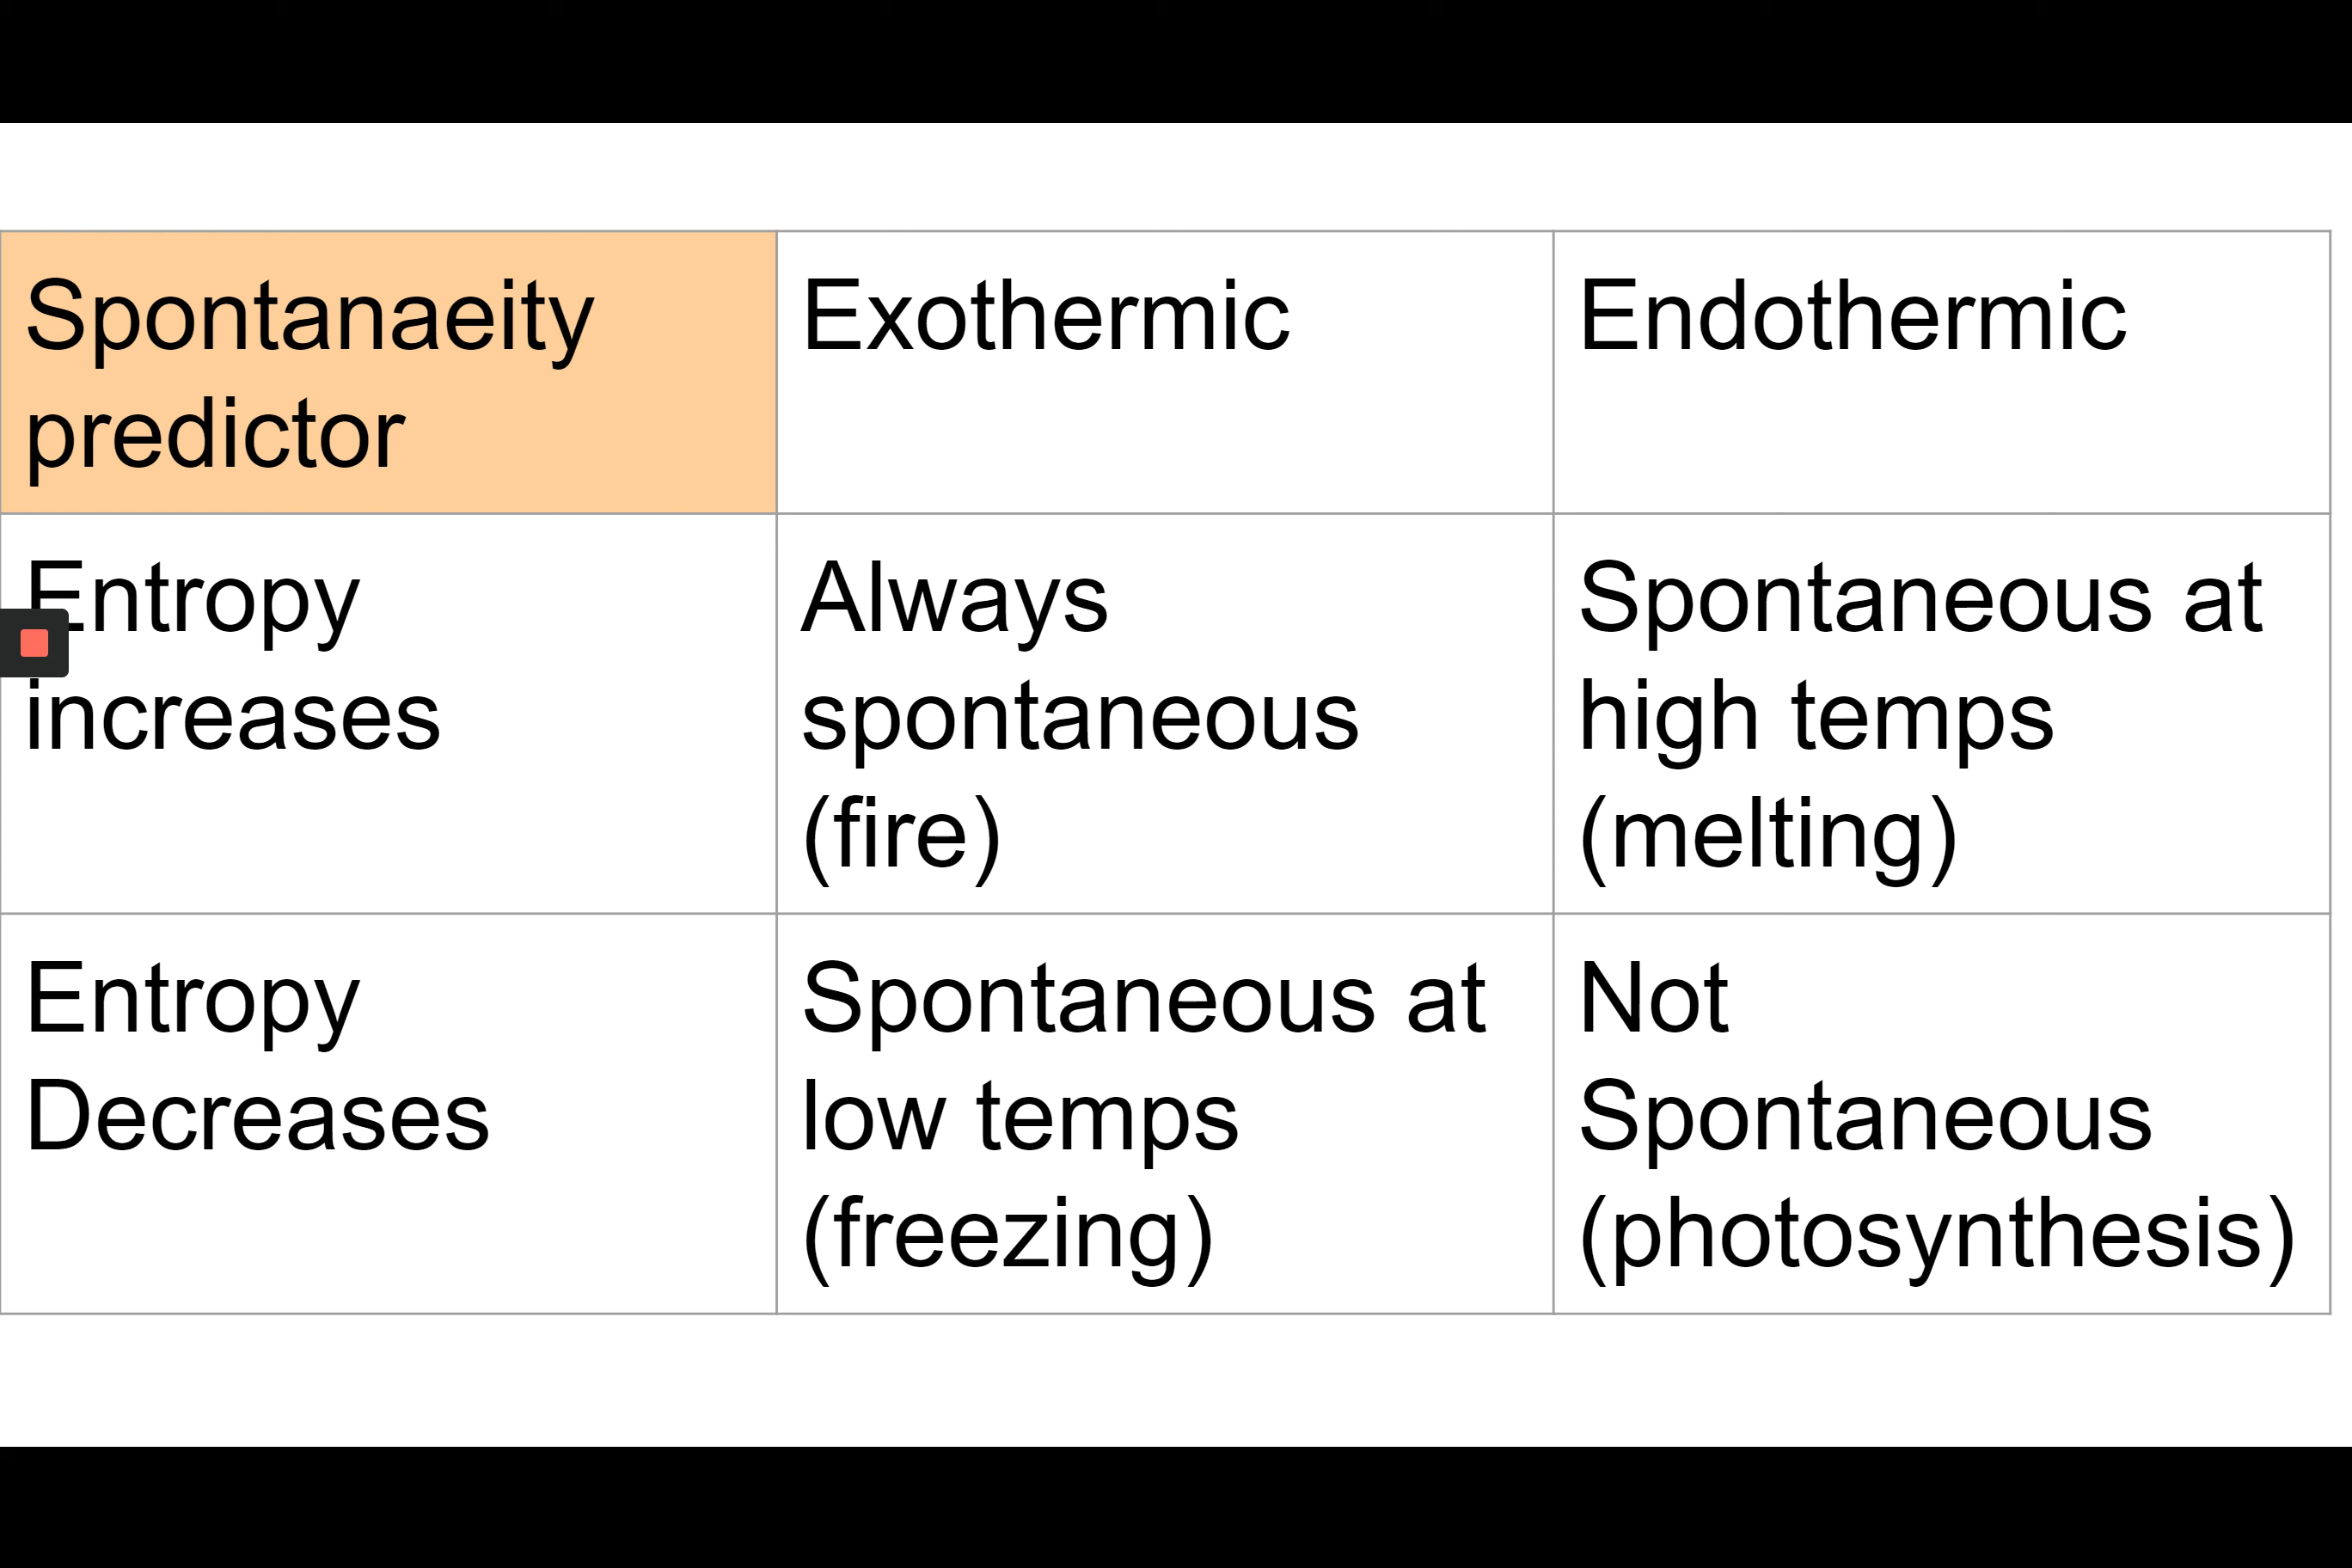 Spontanaeity
predictor
Exothermic
Endothermic
Entropy
increases
Always
spontaneous
(fire)
Spontaneous at
high temps
(melting)
Entropy
Decreases
Spontaneous at
low temps
(freezing)
Not
Spontaneous
(photosynthesis)